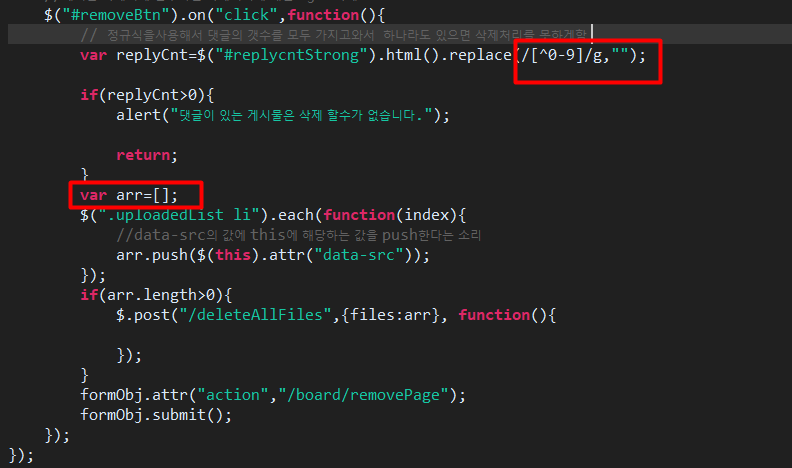 $("#removeBtn").on("click",function(){
// 정규식을사용해서 댓글의 갯수를 모두 가지고와서 하나라도 있으면 삭제처리를 못하게함
var replyCnt=$("#replycntStrong").html().replace(/[^0-9]/g,"");
if(replyCnt>0){
alert("댓글이 있는 게시물은 삭제 할수가 없습니다.");
return;
}
var arr=[];
$(".uploadedList li").each(function(index){
//data-src의 값에 this에 해당하는 값을 push한다는 소리
arr.push($(this).attr("data-src"));
});
if(arr.length>0){
$.post("/deleteAllFiles",{files:arr}, function(){
});
}
formObj.attr("action","/board/removePage");
formObj.submit();
});
});